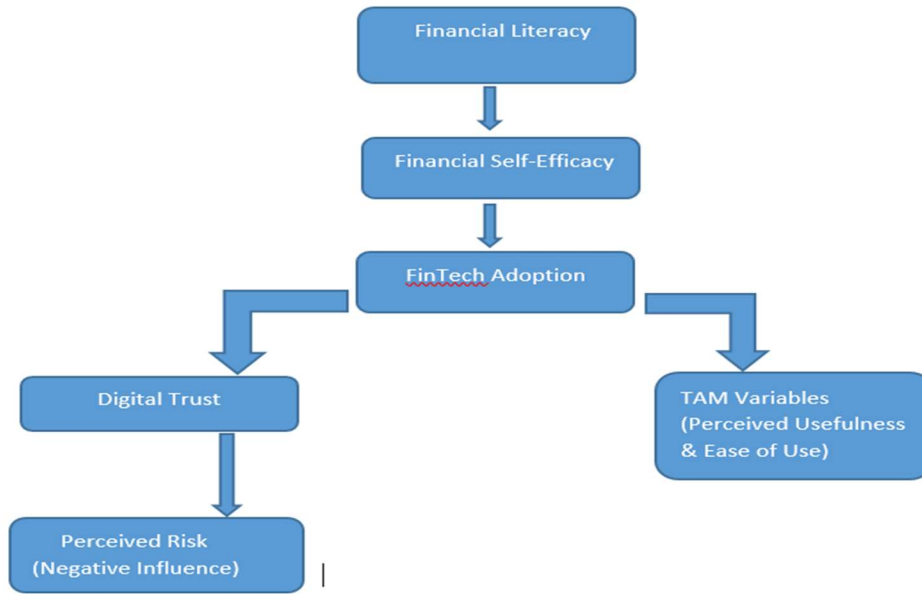 Financial Literacy
Financial Self-Efficacy
FinTech Adoption
Digital Trust
TAM Variables
(Perceived Usefulness
& Ease of Use)
Perceived Risk
(Negative Influence)